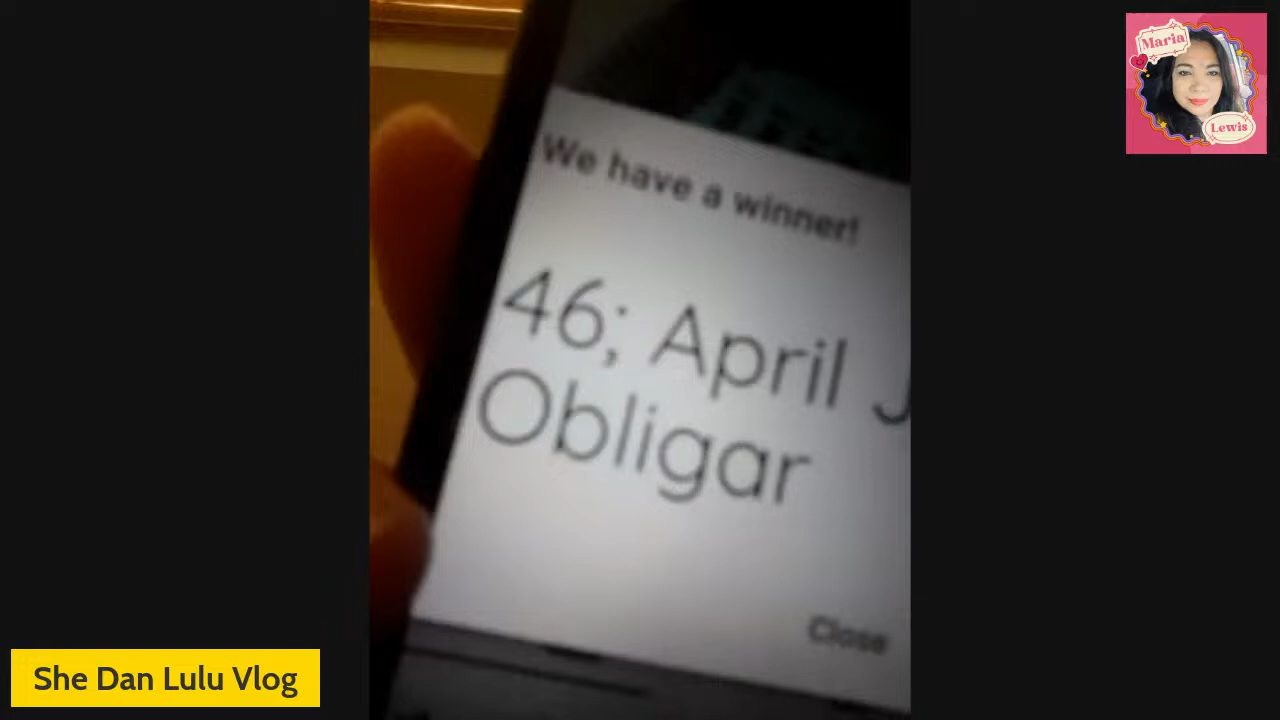 Maria
Lewis
We have a winner!
46; April J
Obligar
Close
She Dan Lulu Vlog